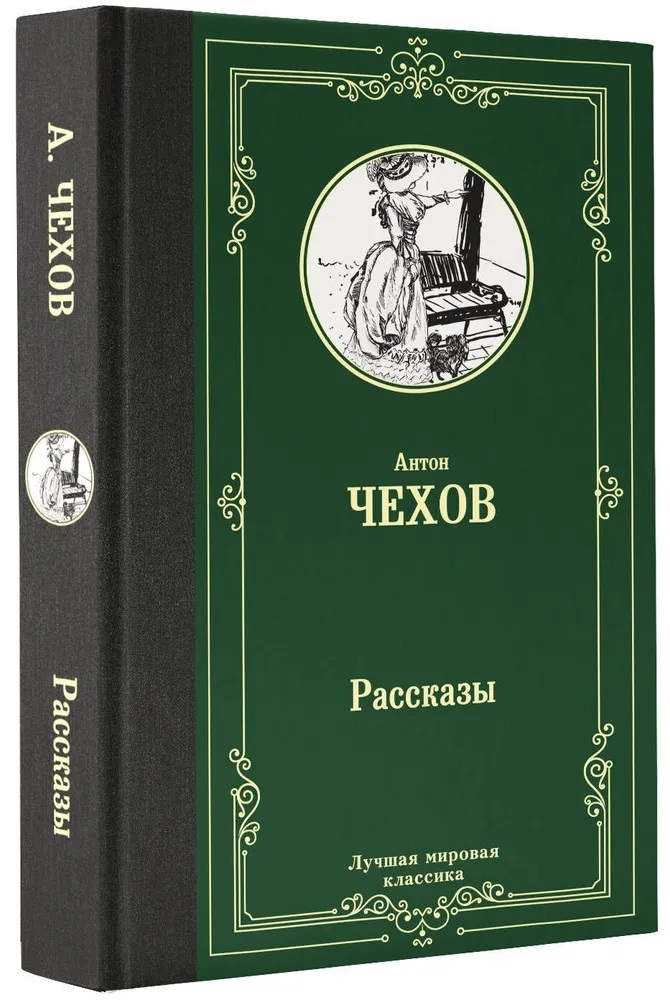 А. ЧЕХОВ
Рассказы
Антон
ЧЕХОВ
Рассказы
Лучшая мировая
классика